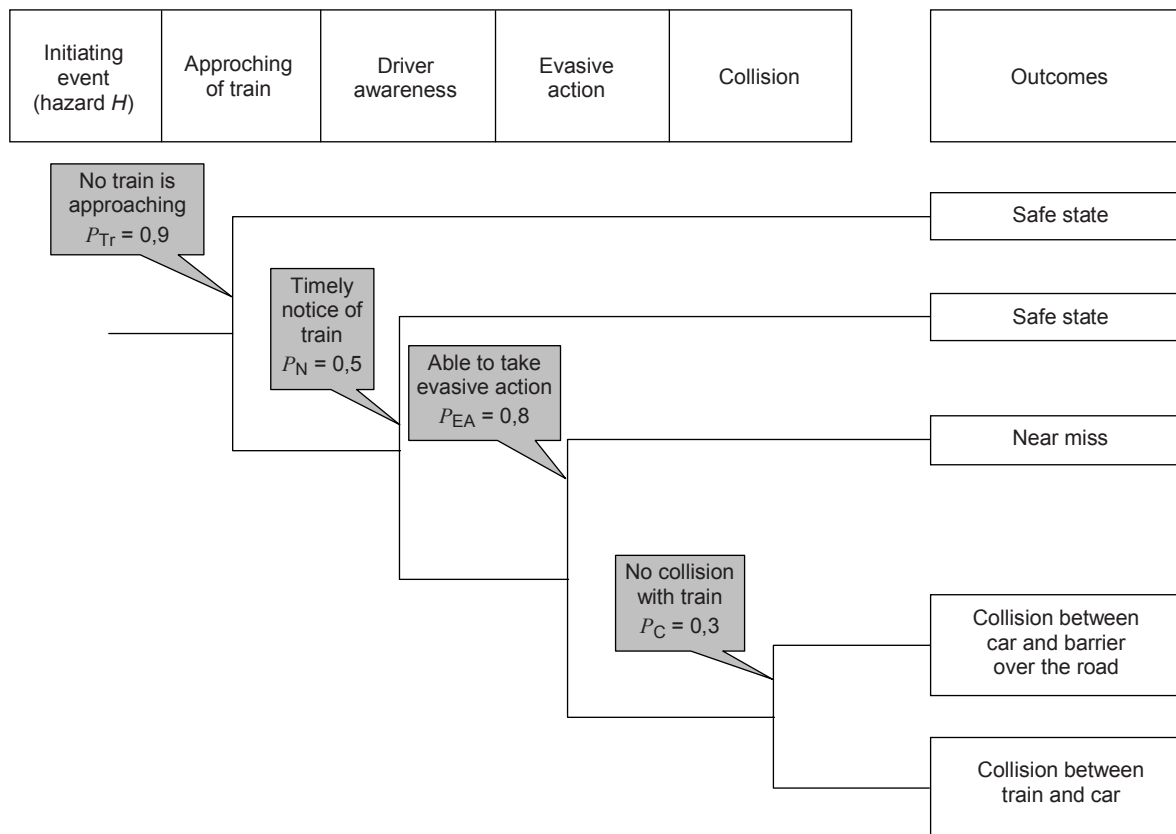 Initiating
event
(hazard H)
Approching
of train
Driver
awareness
Evasive
action
Collision
Outcomes
No train is
approaching
PTr = 0,9
Safe state
Timely
notice of
train
PN = 0,5
Safe state
Able to take
evasive action
PEA = 0,8
Near miss
No collision
with train
PC = 0,3
Collision between
car and barrier
over the road
Collision between
train and car